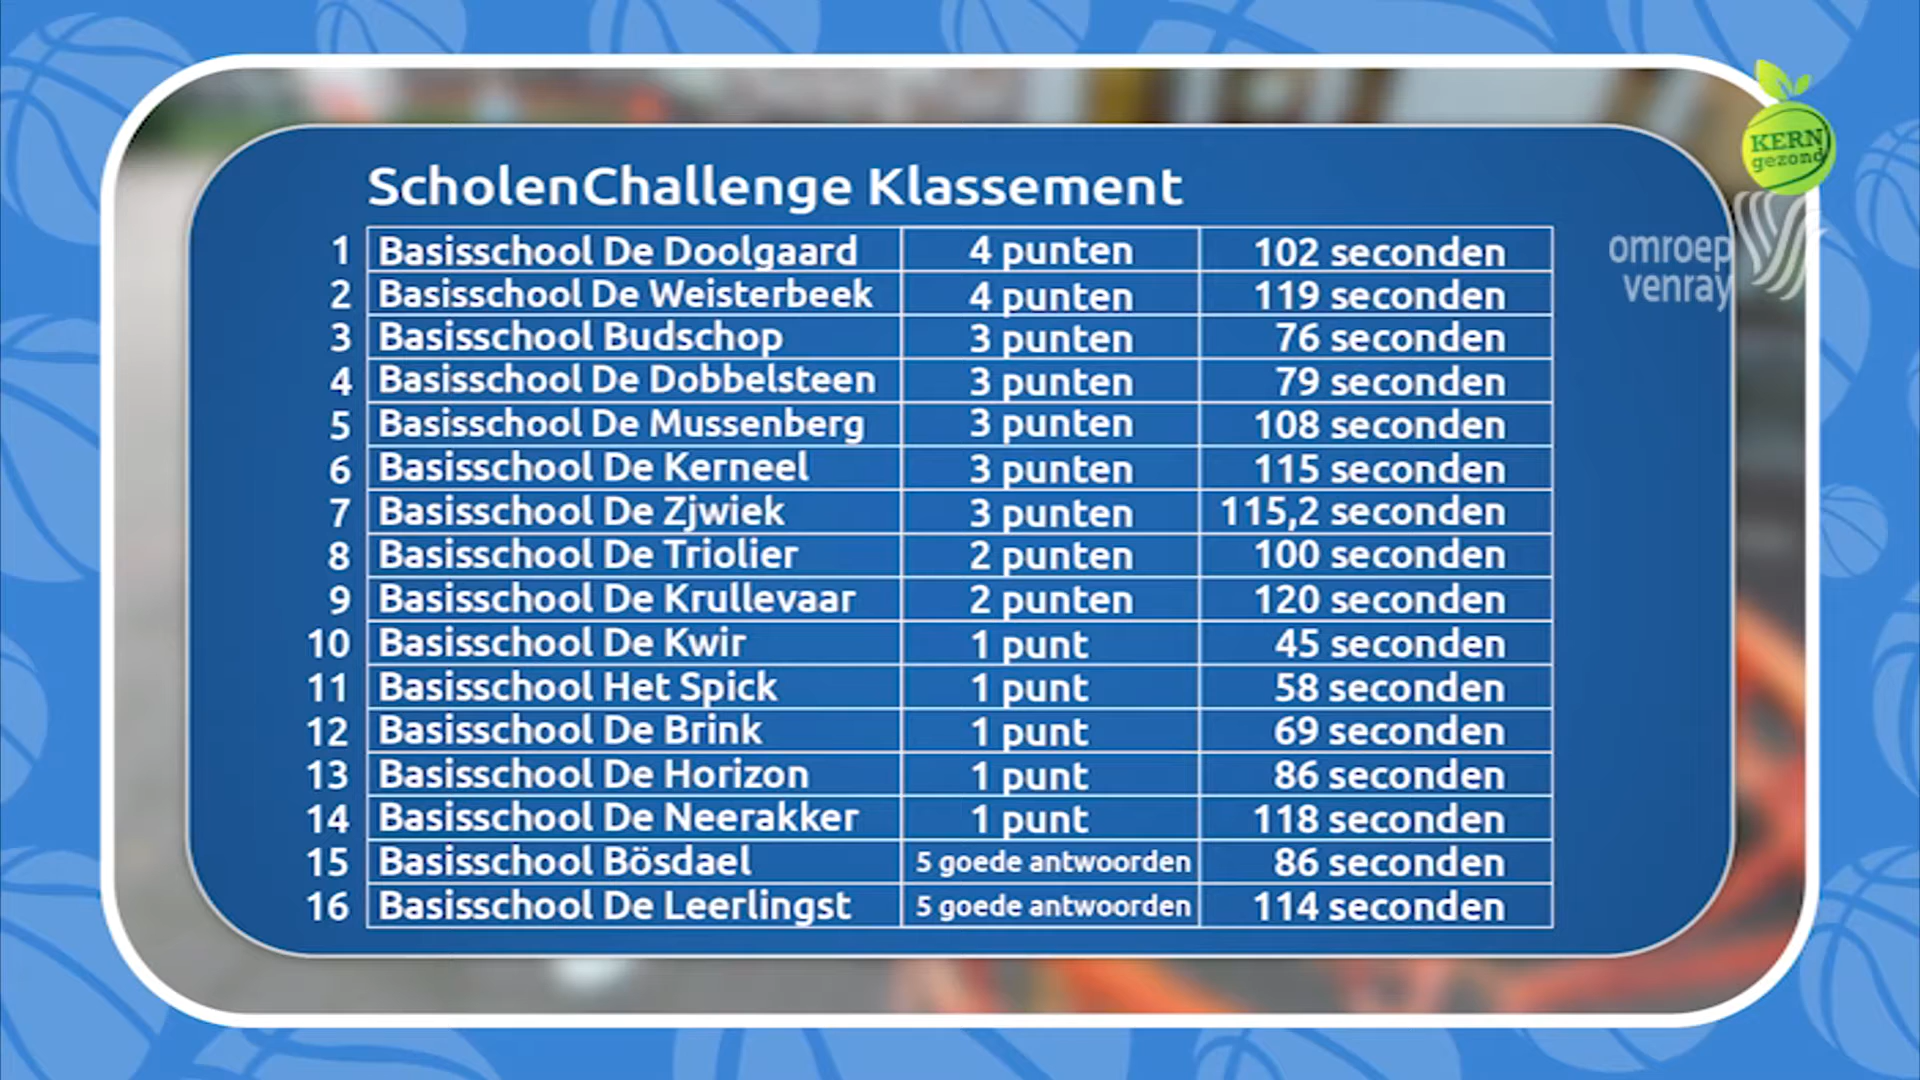 KERN
gezond
omroep
venray
ScholenChallenge Klassement
1 Basisschool De Doolgaard 4 punten 102 seconden
2 Basisschool De Weisterbeek 4 punten 119 seconden
3 Basisschool Budschop 3 punten 76 seconden
4 Basisschool De Dobbelsteen 3 punten 79 seconden
5 Basisschool De Mussenberg 3 punten 108 seconden
6 Basisschool De Kerneel 3 punten 115 seconden
7 Basisschool De Zjwiek 3 punten 115,2 seconden
8 Basisschool De Triolier 2 punten 100 seconden
9 Basisschool De Krullevaar 2 punten 120 seconden
10 Basisschool De Kwir 1 punt 45 seconden
11 Basisschool Het Spick 1 punt 58 seconden
12 Basisschool De Brink 1 punt 69 seconden
13 Basisschool De Horizon 1 punt 86 seconden
14 Basisschool De Neerakker 1 punt 118 seconden
15 Basisschool Bösdael 5 goede antwoorden 86 seconden
16 Basisschool De Leerlingst 5 goede antwoorden 114 seconden